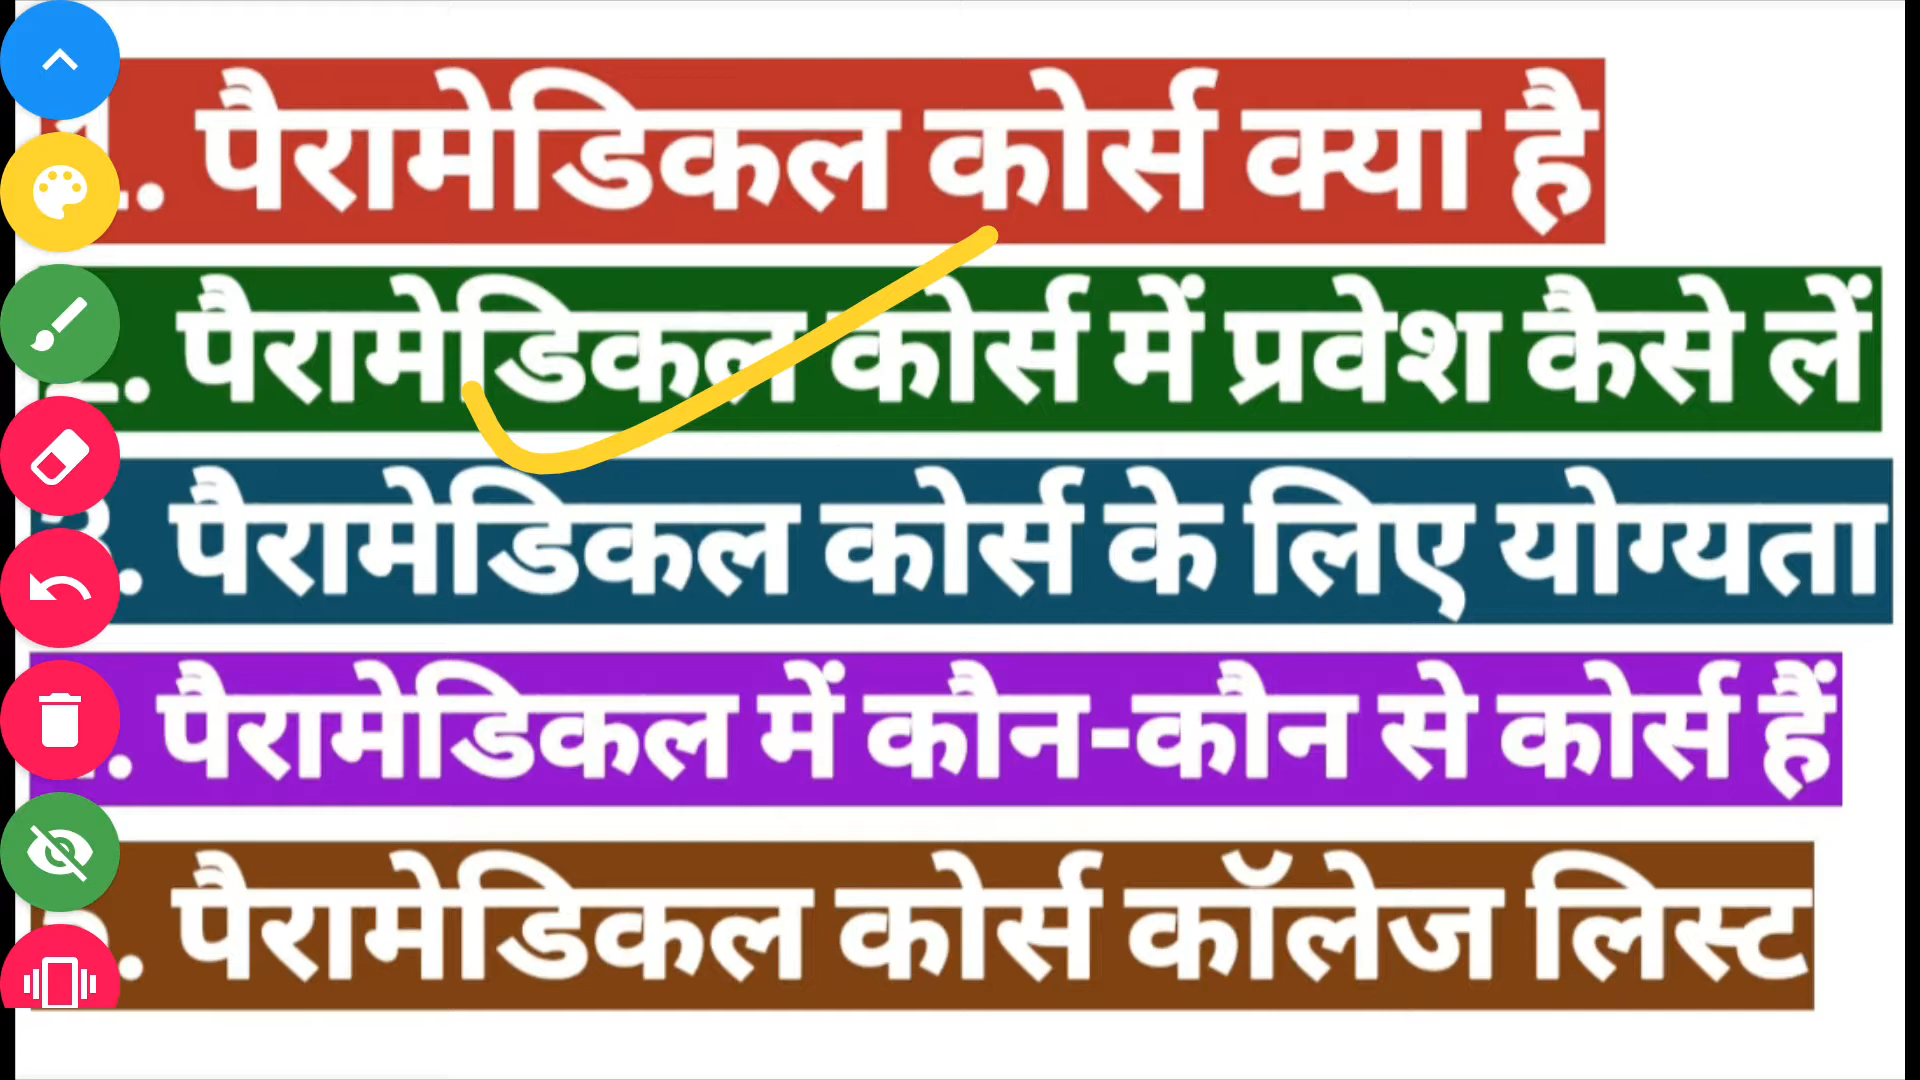 1. पैरामेडिकल कोर्स क्या है
2. पैरामेडिकल कोर्स में प्रवेश कैसे लें
3. पैरामेडिकल कोर्स के लिए योग्यता
4. पैरामेडिकल में कौन-कौन से कोर्स हैं
5. पैरामेडिकल कोर्स कॉलेज लिस्ट